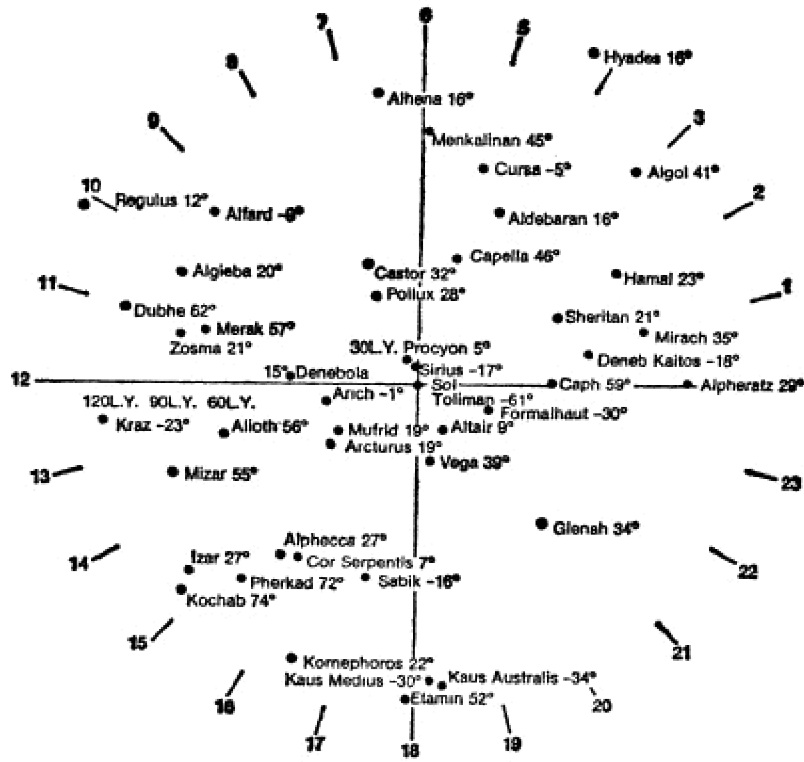 6
7
5
8
Hyades 16°
Alhena 16°
9
3
Menkalinan 45°
Cursa -5°
Algol 41°
10
Regulus 12°
Alfard -9°
2
Aldebaran 16°
Capella 46°
Algieba 20°
Castor 32°
Hamal 23°
11
1
Pollux 28°
Dubhe 62°
Merak 57°
Sheritan 21°
Zosma 21°
Mirach 35°
30L.Y. Procyon 5°
Deneb Kaitos -18°
Sirius -17°
15° Denebola
12
Sol
Caph 59°
Alpheratz 29°
Arich -1°
Toliman -61°
120L.Y. 90L.Y. 60L.Y.
Formalhaut -30°
Kraz -23°
Alioth 56°
Mufrid 19°
Altair 9°
Arcturus 19°
Vega 39°
13
Mizar 55°
23
Gienah 34°
Alphecca 27°
14
Izar 27°
Cor Serpentis 7°
22
Pherkad 72°
Sabik -16°
Kochab 74°
15
21
Kornephoros 22°
Kaus Medius -30°
Kaus Australis -34°
16
Etamin 52°
20
17
18
19